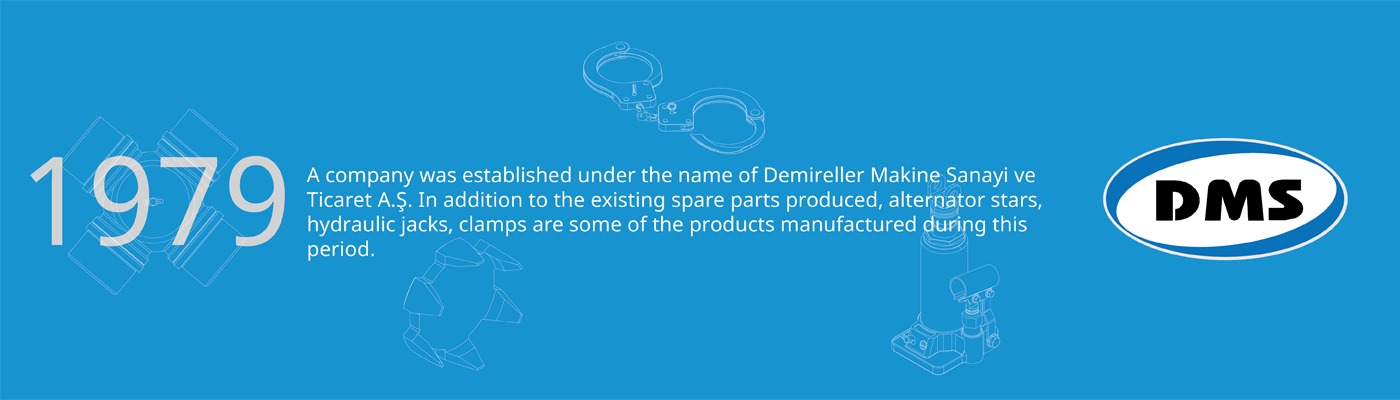 1979
A company was established under the name of Demireller Makine Sanayi ve
Ticaret A.Ş. In addition to the existing spare parts produced, alternator stars,
hydraulic jacks, clamps are some of the products manufactured during this
period.
DMS